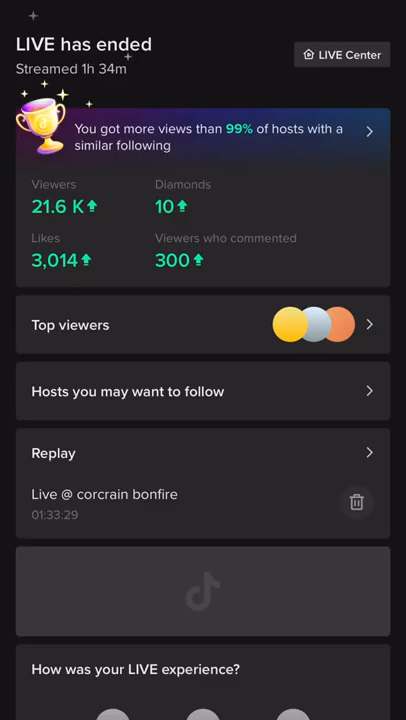 LIVE has ended
LIVE Center
Streamed 1h 34m
You got more views than 99% of hosts with a
similar following
Viewers
Diamonds
21.6 K
10
Likes
Viewers who commented
3,014
300
Top viewers
Hosts you may want to follow
Replay
Live @ corcrain bonfire
01:33:29
How was your LIVE experience?